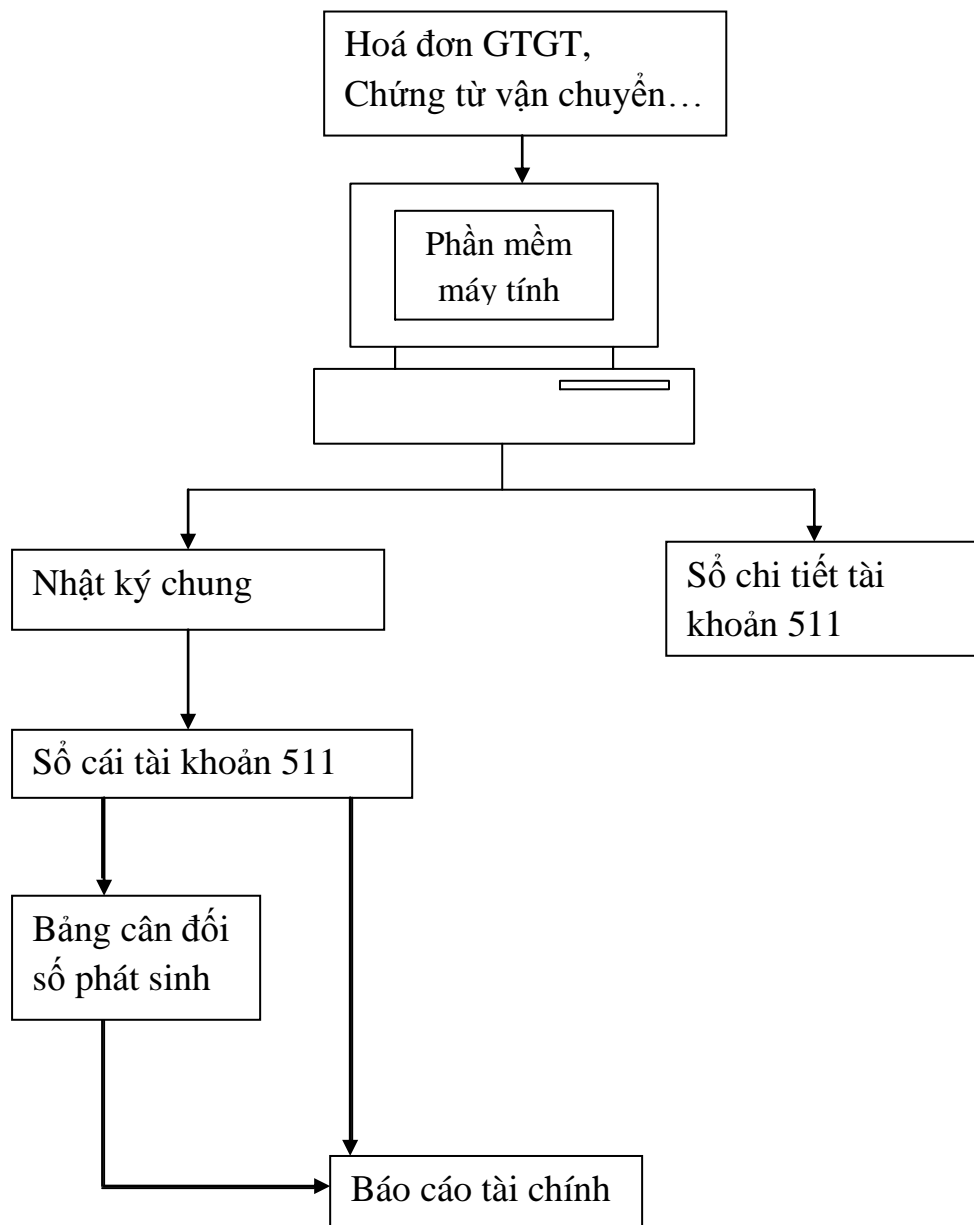 Hoá đơn GTGT,
Chứng từ vận chuyển…
Phần mềm
máy tính
Nhật ký chung
Sổ chi tiết tài
khoản 511
Sổ cái tài khoản 511
Bảng cân đối
số phát sinh
Báo cáo tài chính